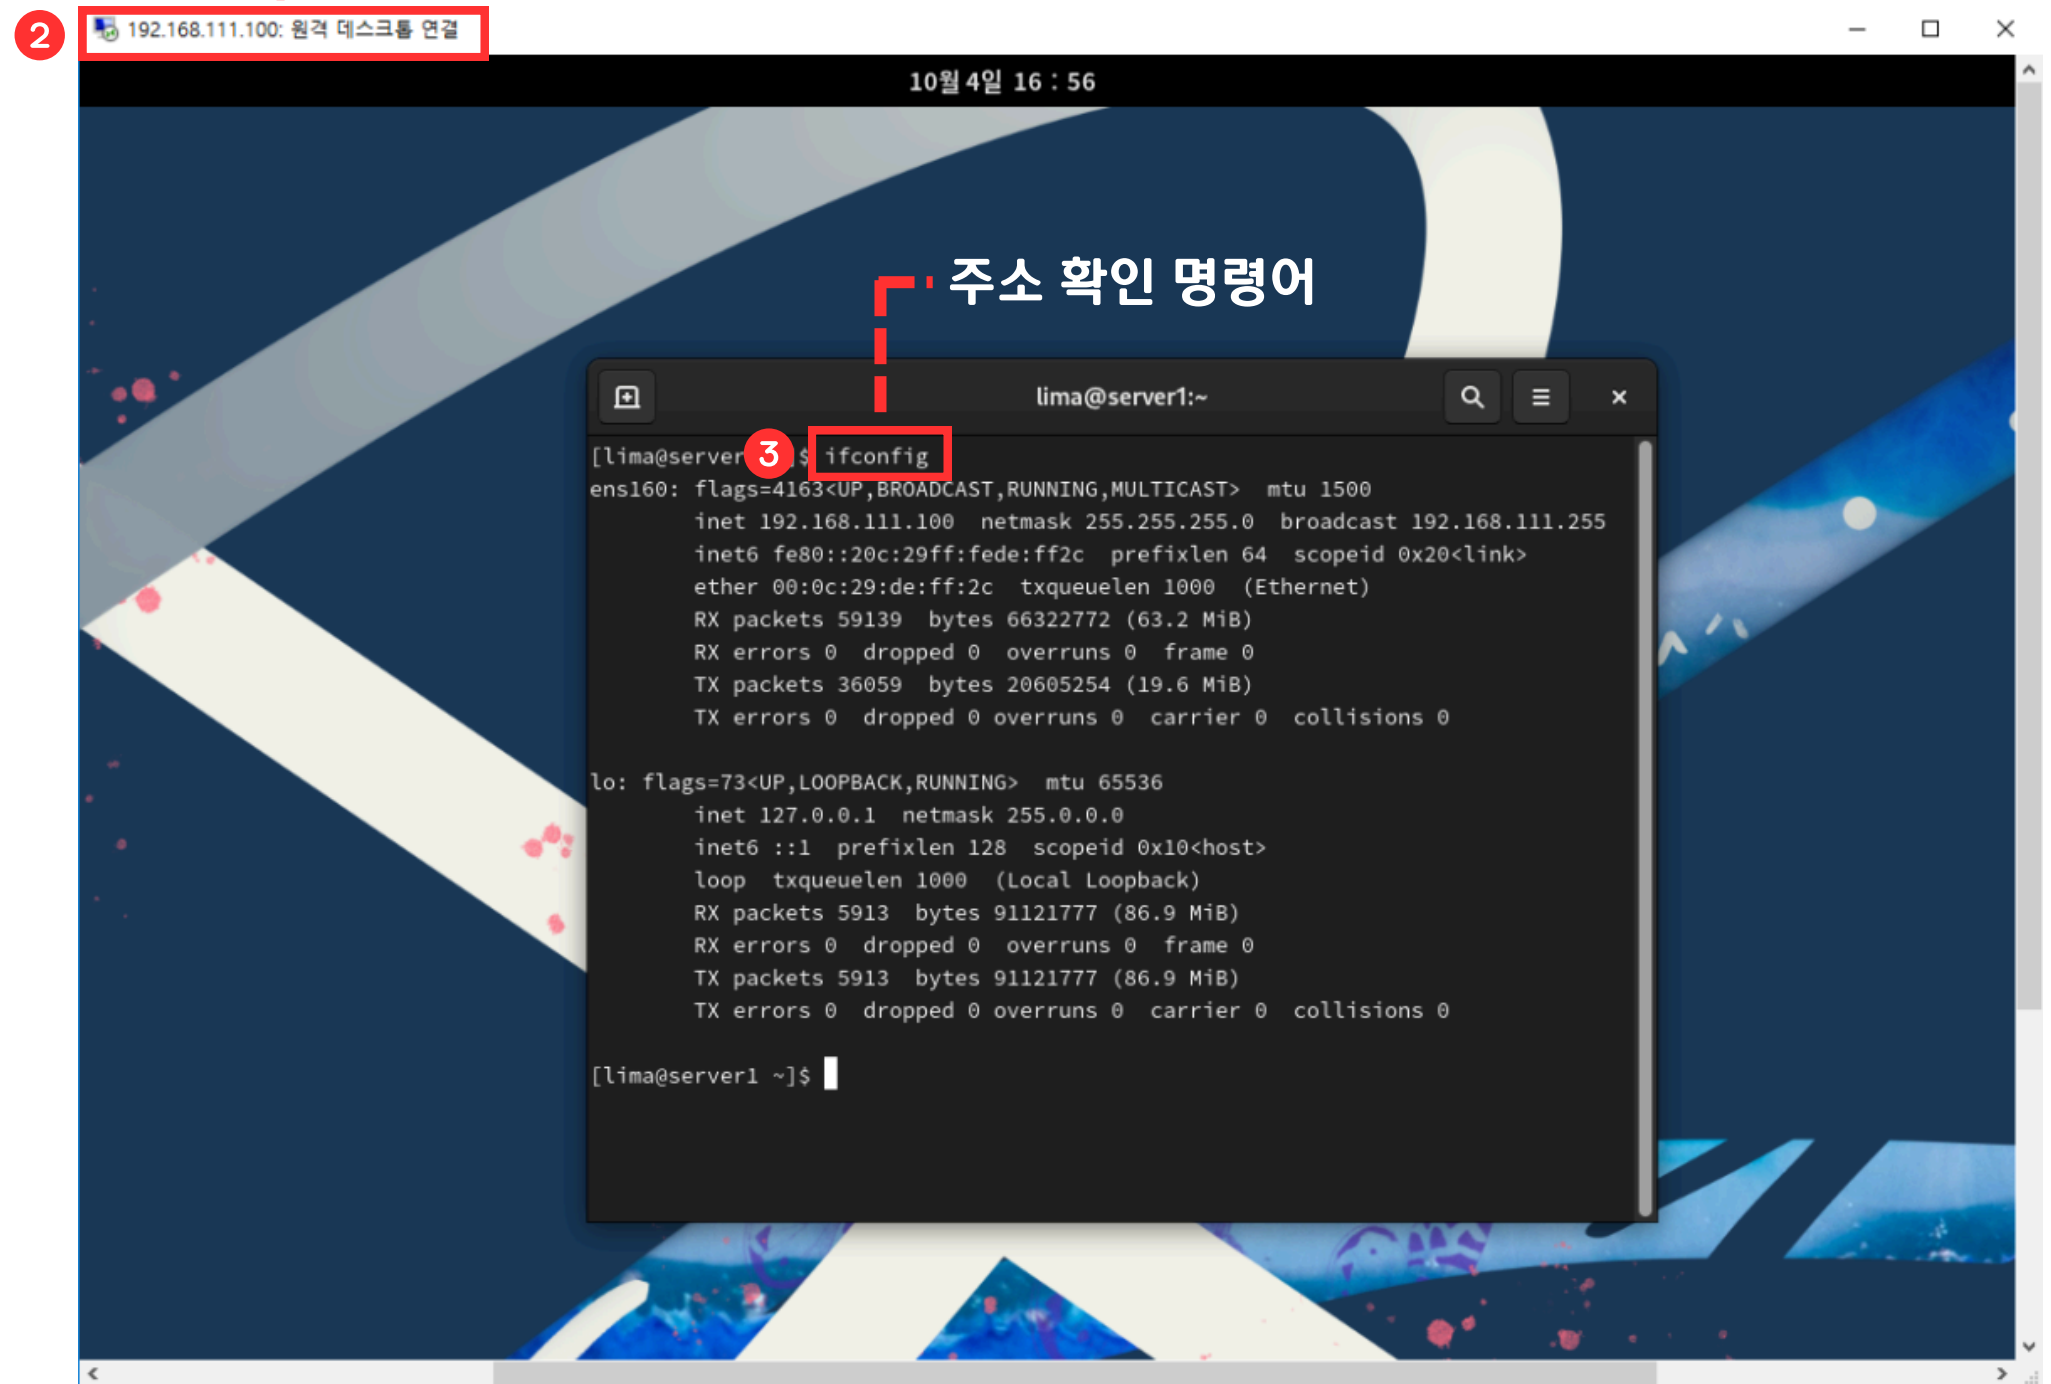 2
192.168.111.100: 원격 데스크톱 연결
10월 4일 16 : 56
주소 확인 명령어
lima@server1:~
[lima@server 3 ]$ ifconfig
ens160: flags=4163<UP,BROADCAST,RUNNING,MULTICAST>  mtu 1500
inet 192.168.111.100  netmask 255.255.255.0  broadcast 192.168.111.255
inet6 fe80::20c:29ff:fede:ff2c  prefixlen 64  scopeid 0x20<link>
ether 00:0c:29:de:ff:2c  txqueuelen 1000  (Ethernet)
RX packets 59139  bytes 66322772 (63.2 MiB)
RX errors 0  dropped 0  overruns 0  frame 0
TX packets 36059  bytes 20605254 (19.6 MiB)
TX errors 0  dropped 0 overruns 0  carrier 0  collisions 0
lo: flags=73<UP,LOOPBACK,RUNNING>  mtu 65536
inet 127.0.0.1  netmask 255.0.0.0
inet6 ::1  prefixlen 128  scopeid 0x10<host>
loop  txqueuelen 1000  (Local Loopback)
RX packets 5913  bytes 91121777 (86.9 MiB)
RX errors 0  dropped 0  overruns 0  frame 0
TX packets 5913  bytes 91121777 (86.9 MiB)
TX errors 0  dropped 0 overruns 0  carrier 0  collisions 0
[lima@server1 ~]$